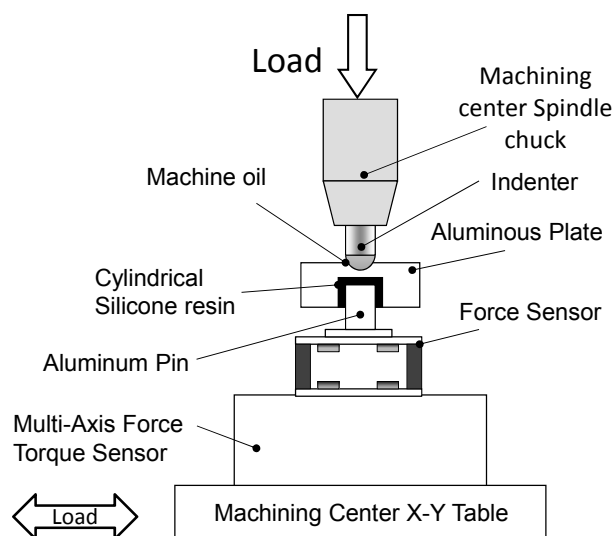 Load
Machining
center Spindle
chuck
Machine oil
Indenter
Aluminous Plate
Cylindrical
Silicone resin
Force Sensor
Aluminum Pin
Multi-Axis Force
Torque Sensor
Load
Machining Center X-Y Table